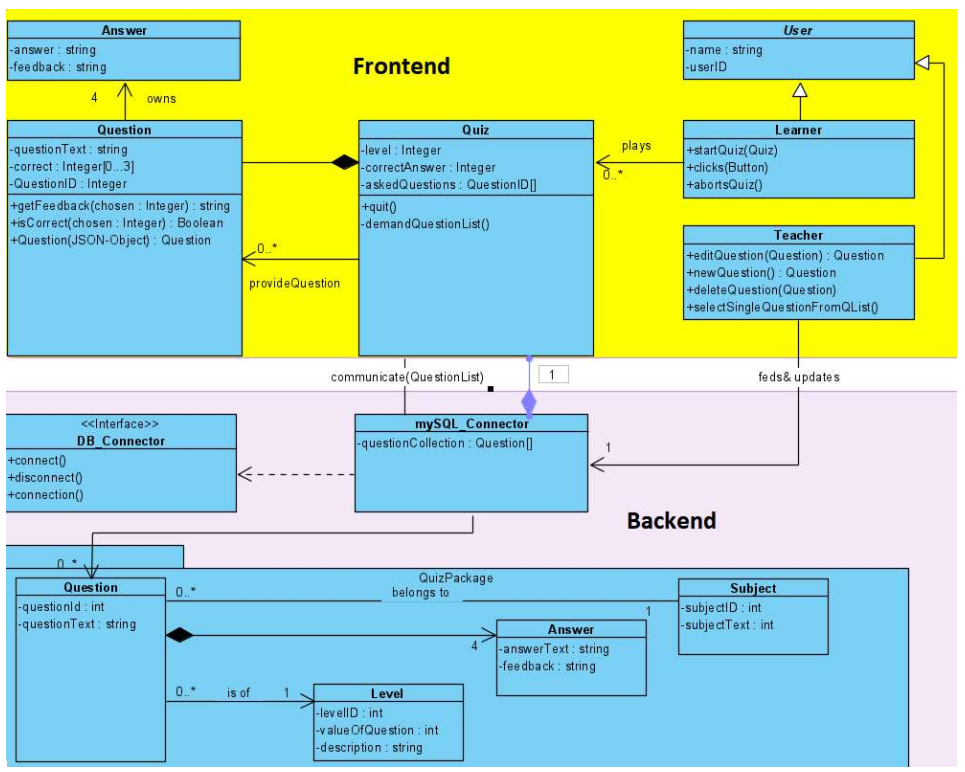 Answer
-answer : string
-feedback : string
4
owns
Frontend
User
-name : string
-userID
Question
-questionText : string
-correct : Integer[0...3]
-QuestionID : Integer
+getFeedback(chosen : Integer) : string
+isCorrect(chosen : Integer) : Boolean
+Question(JSON-Object) : Question
Quiz
-level : Integer
-correctAnswer : Integer
-askedQuestions : QuestionID[]
+quit()
-demandQuestionList()
plays
0..*
Learner
+startQuiz(Quiz)
+clicks(Button)
+abortsQuiz()
0..*
provideQuestion
Teacher
+editQuestion(Question) : Question
+newQuestion() : Question
+deleteQuestion(Question)
+selectSingleQuestionFromQList()
communicate(QuestionList)
1
feds& updates
<<Interface>>
DB_Connector
+connect()
+disconnect()
+connection()
mySQL_Connector
-questionCollection : Question[]
1
Backend
0..*
QuizPackage
Question
-questionId : int
-questionText : string
0..*
belongs to
1
Subject
-subjectID : int
-subjectText : int
4
Answer
-answerText : string
-feedback : string
0..*
is of
1
Level
-levelID : int
-valueOfQuestion : int
-description : string